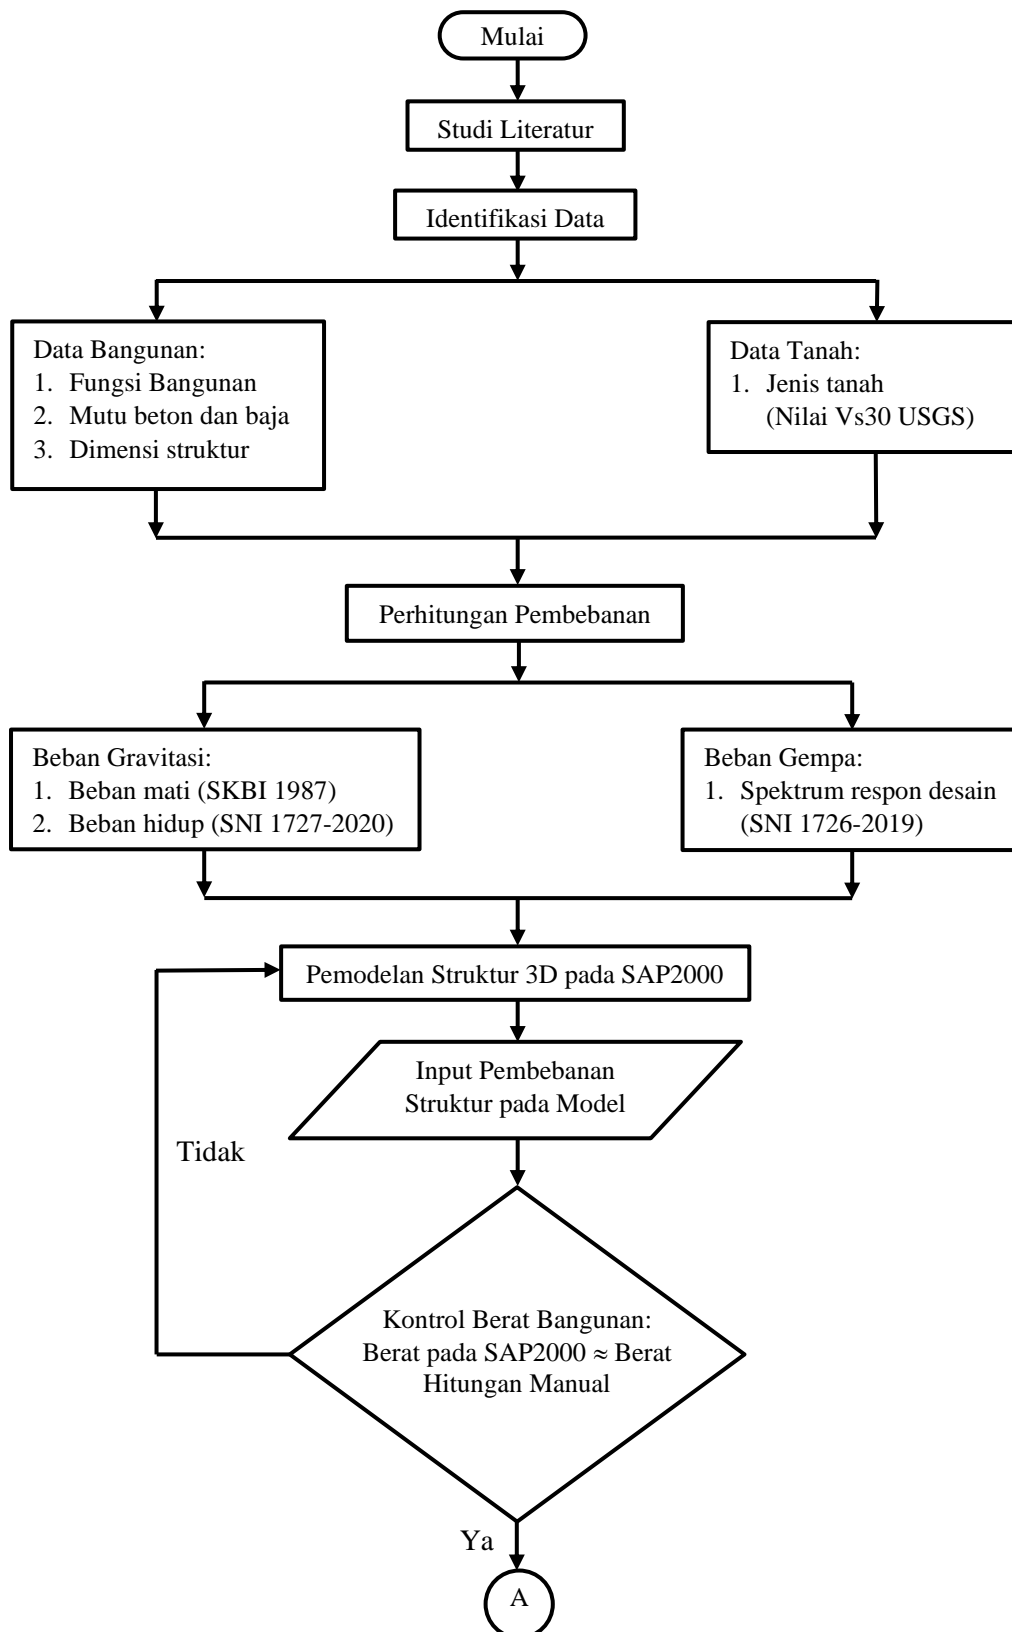 Mulai
Studi Literatur
Identifikasi Data
Data Bangunan:
1. Fungsi Bangunan
2. Mutu beton dan baja
3. Dimensi struktur
Data Tanah:
1. Jenis tanah
(Nilai Vs30 USGS)
Perhitungan Pembebanan
Beban Gravitasi:
1. Beban mati (SKBI 1987)
2. Beban hidup (SNI 1727-2020)
Beban Gempa:
1. Spektrum respon desain
(SNI 1726-2019)
Pemodelan Struktur 3D pada SAP2000
Input Pembebanan
Struktur pada Model
Tidak
Kontrol Berat Bangunan:
Berat pada SAP2000 ≈ Berat
Hitungan Manual
Ya
A